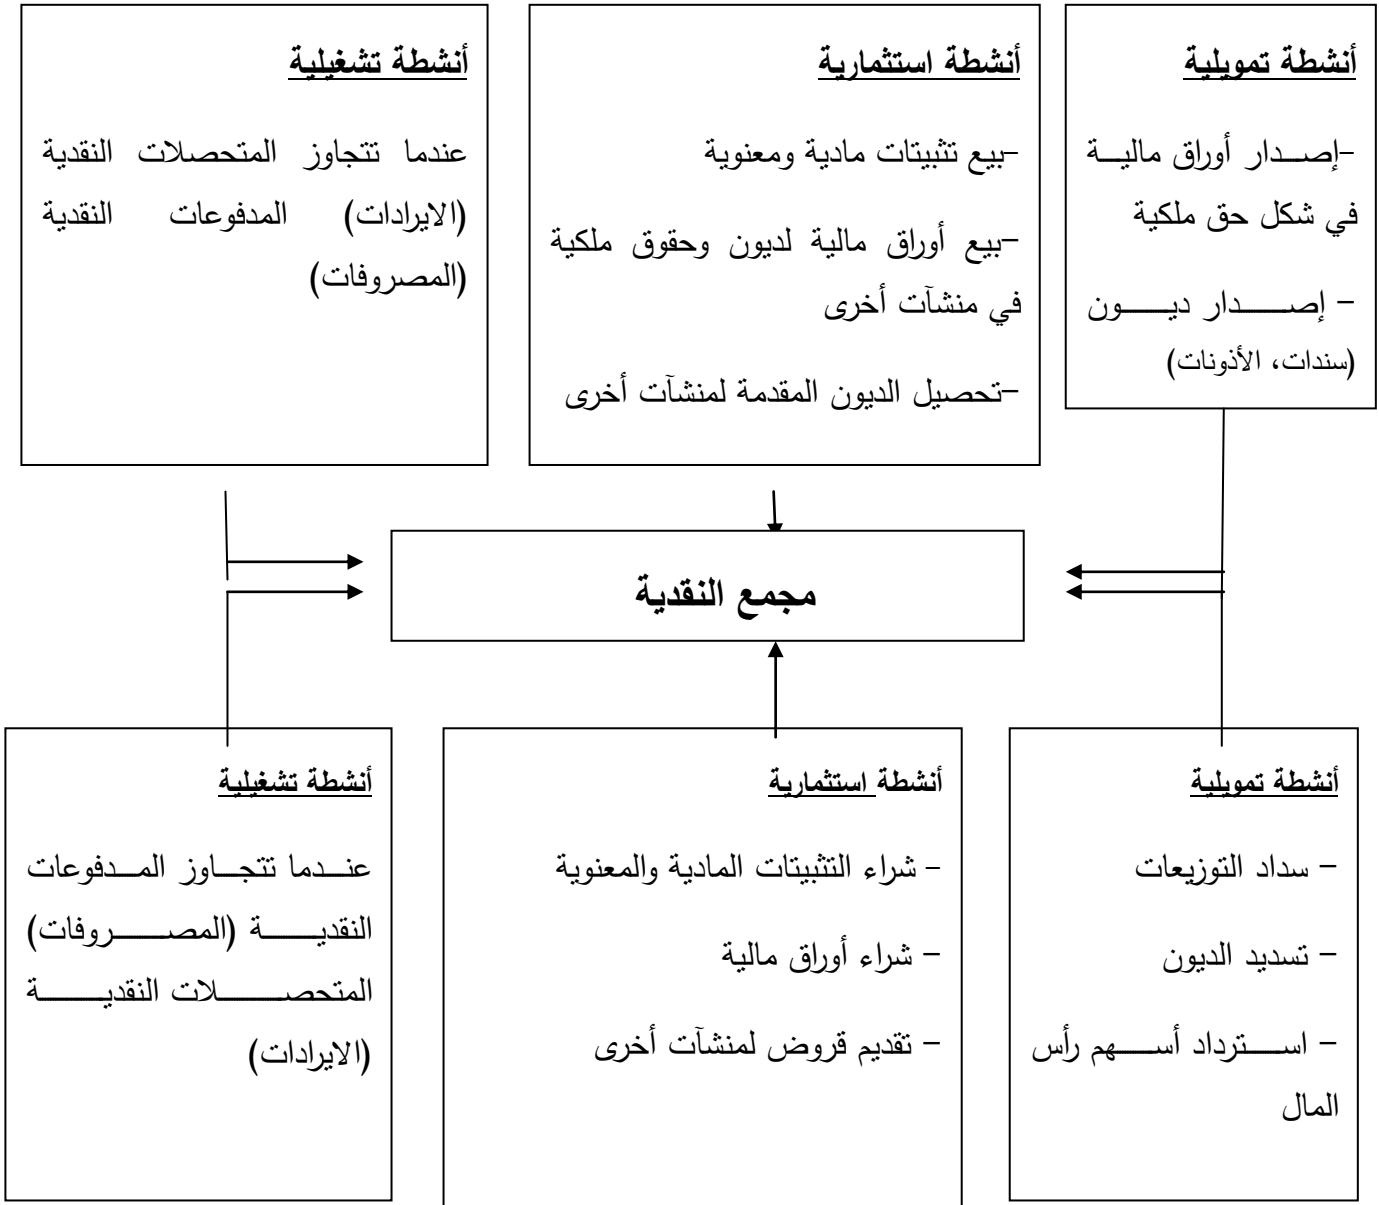 أنشطة تمويلية
-إصدار أوراق مالية
في شكل حق ملكية
- إصدار ديون
(سندات، الأذونات)
أنشطة استثمارية
-بيع تثبيتات مادية ومعنوية
-بيع أوراق مالية لديون وحقوق ملكية
في منشآت أخرى
-تحصيل الديون المقدمة لمنشآت أخرى
أنشطة تشغيلية
عندما تتجاوز المتحصلات النقدية
(الايرادات) المدفوعات النقدية
(المصروفات)
مجمع النقدية
أنشطة تمويلية
- سداد التوزيعات
- تسديد الديون
- استرداد أسهم رأس
المال
أنشطة استثمارية
- شراء التثبيتات المادية والمعنوية
- شراء أوراق مالية
- تقديم قروض لمنشآت أخرى
أنشطة تشغيلية
عندما تتجاوز المدفوعات
النقدية (المصروفات)
المتحصلات النقدية
(الايرادات)